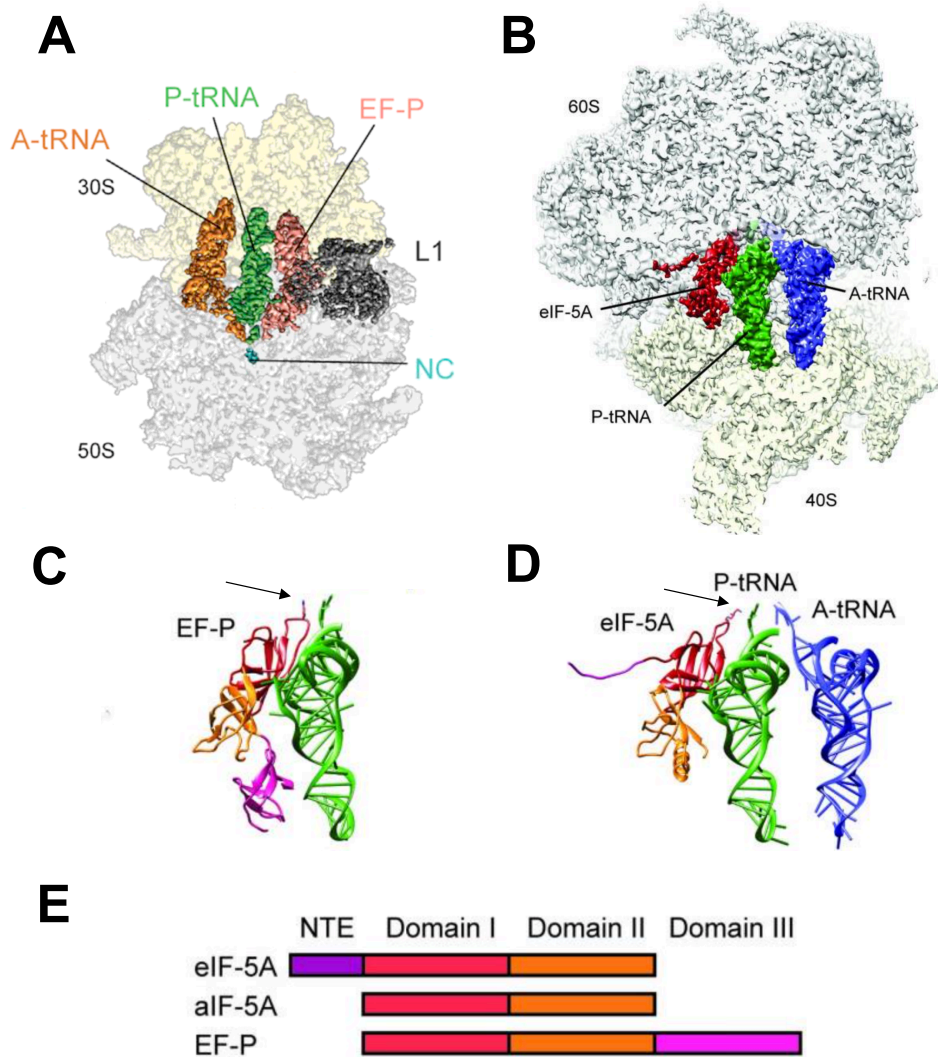 A
P-tRNA
EF-P
A-tRNA
30S
L1
NC
50S
B
60S
eIF-5A
A-tRNA
P-tRNA
40S
C
EF-P
D
P-tRNA
A-tRNA
eIF-5A
E
NTE Domain I Domain II Domain III
eIF-5A
aIF-5A
EF-P